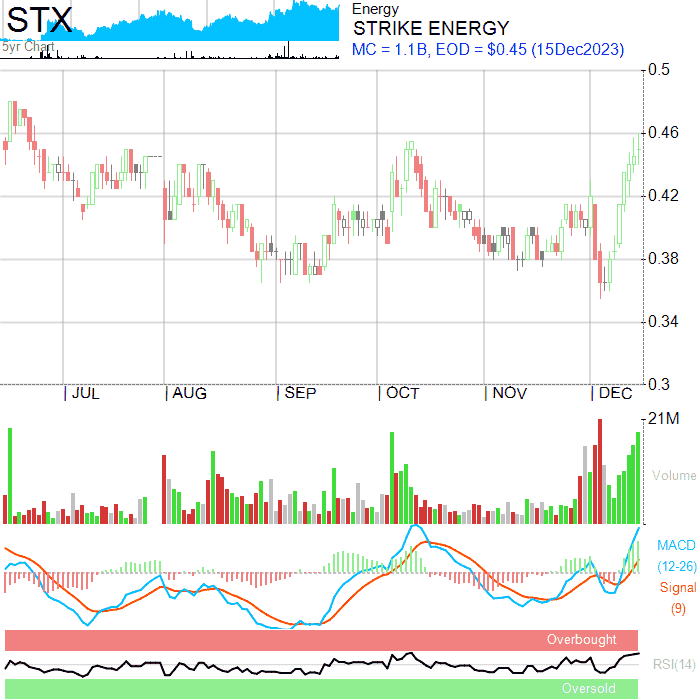 STX
5yr Chart
Energy
STRIKE ENERGY
MC = 1.1B, EOD = $0.45 (15Dec2023)
0.5
0.46
0.42
0.38
0.34
0.3
| JUL | AUG | SEP | OCT | NOV | DEC
21M
Volume
MACD
(12-26)
Signal
(9)
Overbought
RSI(14)
Oversold